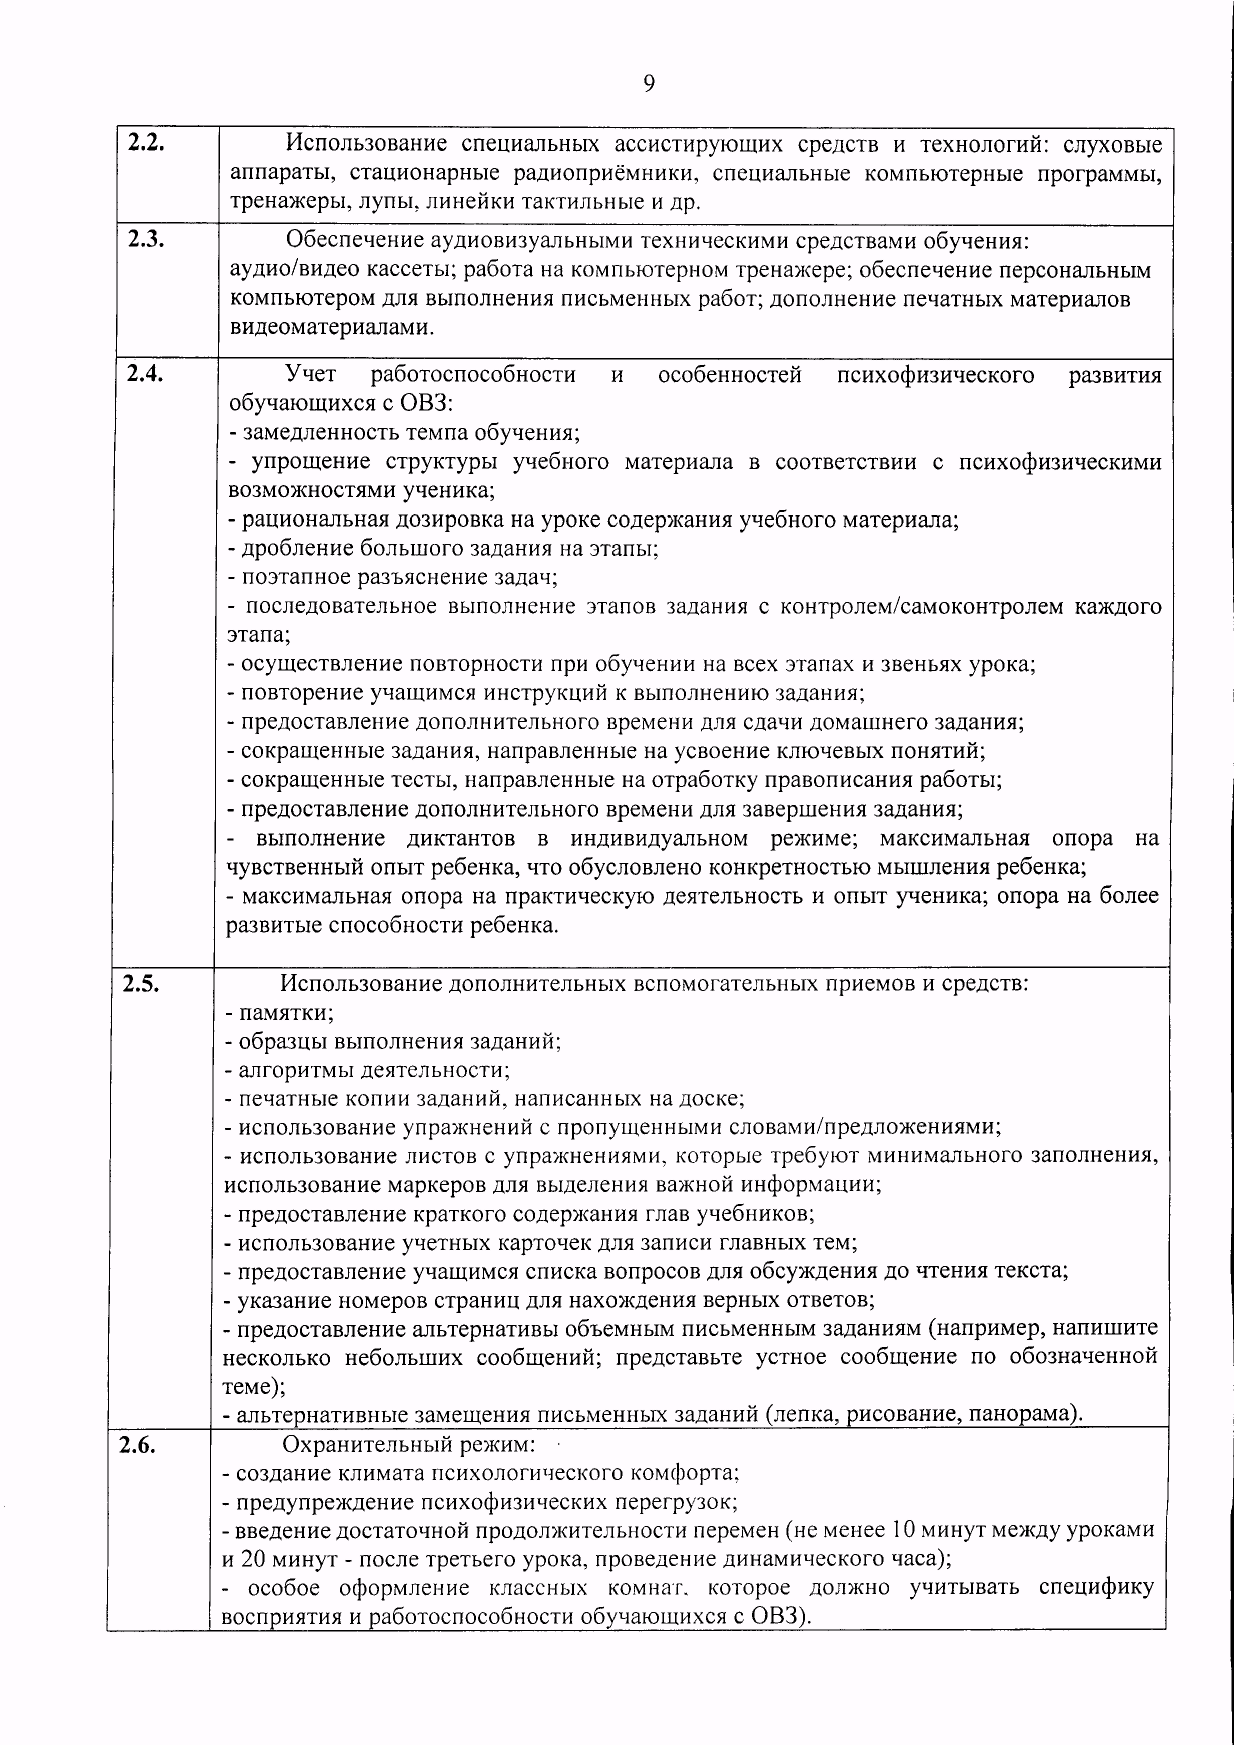 9
2.2.
Использование специальных ассистирующих средств и технологий: слуховые
аппараты, стационарные радиоприёмники, специальные компьютерные программы,
тренажеры, лупы, линейки тактильные и др.
2.3.
Обеспечение аудиовизуальными техническими средствами обучения:
аудио/видео кассеты; работа на компьютерном тренажере; обеспечение персональным
компьютером для выполнения письменных работ; дополнение печатных материалов
видеоматериалами.
2.4.
Учет работоспособности и особенностей психофизического развития
обучающихся с ОВЗ:
- замедленность темпа обучения;
- упрощение структуры учебного материала в соответствии с психофизическими
возможностями ученика;
- рациональная дозировка на уроке содержания учебного материала;
- дробление большого задания на этапы;
- поэтапное разъяснение задач;
- последовательное выполнение этапов задания с контролем/самоконтролем каждого
этапа;
- осуществление повторности при обучении на всех этапах и звеньях урока;
- повторение учащимся инструкций к выполнению задания;
- предоставление дополнительного времени для сдачи домашнего задания;
- сокращенные задания, направленные на усвоение ключевых понятий;
- сокращенные тесты, направленные на отработку правописания работы;
- предоставление дополнительного времени для завершения задания;
- выполнение диктантов в индивидуальном режиме; максимальная опора на
чувственный опыт ребенка, что обусловлено конкретностью мышления ребенка;
- максимальная опора на практическую деятельность и опыт ученика; опора на более
развитые способности ребенка.
2.5.
Использование дополнительных вспомогательных приемов и средств:
- памятки;
- образцы выполнения заданий;
- алгоритмы деятельности;
- печатные копии заданий, написанных на доске;
- использование упражнений с пропущенными словами/предложениями;
- использование листов с упражнениями, которые требуют минимального заполнения,
использование маркеров для выделения важной информации;
- предоставление краткого содержания глав учебников;
- использование учетных карточек для записи главных тем;
- предоставление учащимся списка вопросов для обсуждения до чтения текста;
- указание номеров страниц для нахождения верных ответов;
- предоставление альтернативы объемным письменным заданиям (например, напишите
несколько небольших сообщений; представьте устное сообщение по обозначенной
теме);
- альтернативные замещения письменных заданий (лепка, рисование, панорама).
2.6.
Охранительный режим:
- создание климата психологического комфорта;
- предупреждение психофизических перегрузок;
- введение достаточной продолжительности перемен (не менее 10 минут между уроками
и 20 минут - после третьего урока, проведение динамического часа);
- особое оформление классных комнат, которое должно учитывать специфику
восприятия и работоспособности обучающихся с ОВЗ).